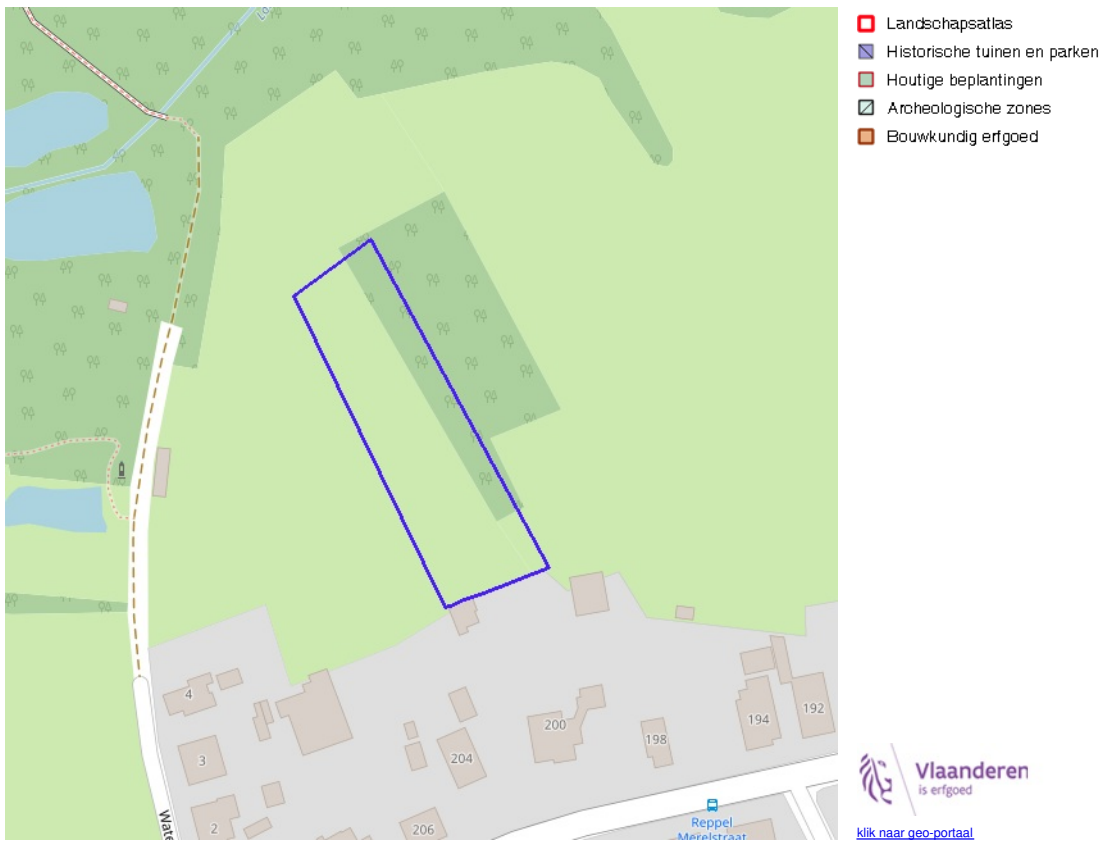 Landschapsatlas
Historische tuinen en parken
Houtige beplantingen
Archeologische zones
Bouwkundig erfgoed
4
3
2
204
206
200
198
194
192
Reppel
Merelstraat
Vlaanderen
is erfgoed
klik naar geo-portaal